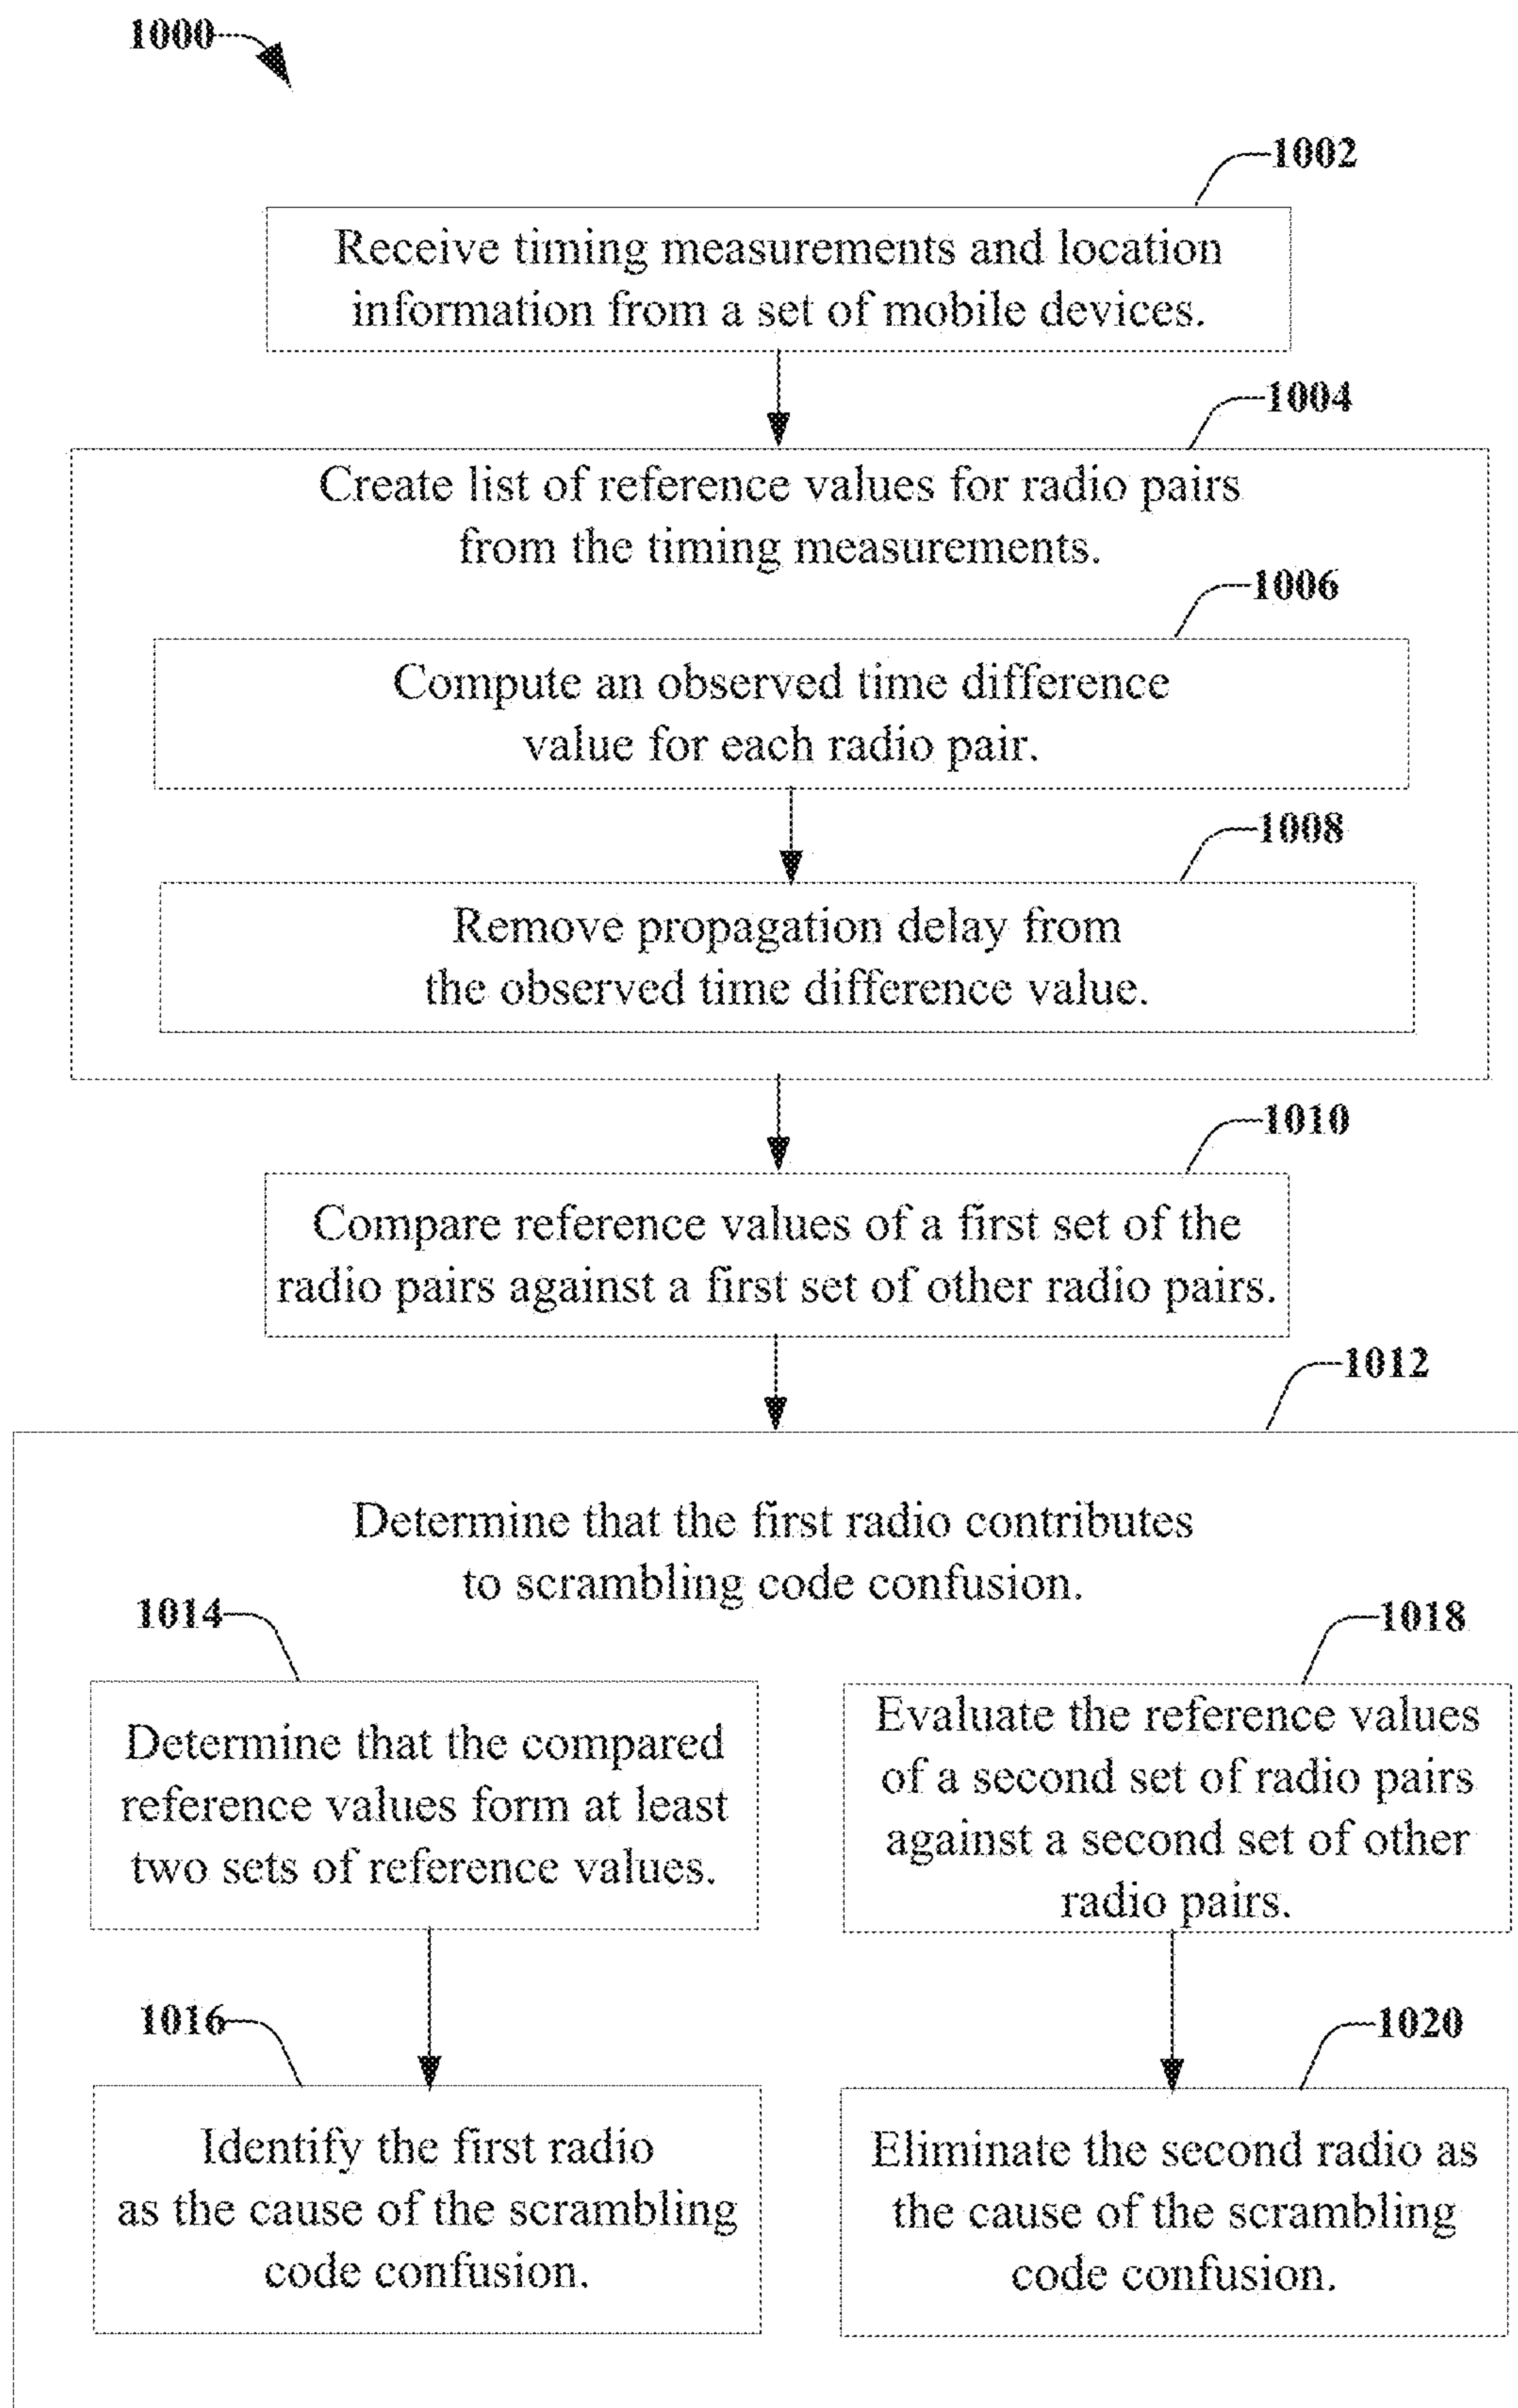 1000
1002
Receive timing measurements and location
information from a set of mobile devices.
1004
Create list of reference values for radio pairs
from the timing measurements.
1006
Compute an observed time difference
value for each radio pair.
1008
Remove propagation delay from
the observed time difference value.
1010
Compare reference values of a first set of the
radio pairs against a first set of other radio pairs.
1012
Determine that the first radio contributes
to scrambling code confusion.
1014
Determine that the compared
reference values form at least
two sets of reference values.
1016
Identify the first radio
as the cause of the scrambling
code confusion.
1018
Evaluate the reference values
of a second set of radio pairs
against a second set of other
radio pairs.
1020
Eliminate the second radio as
the cause of the scrambling
code confusion.